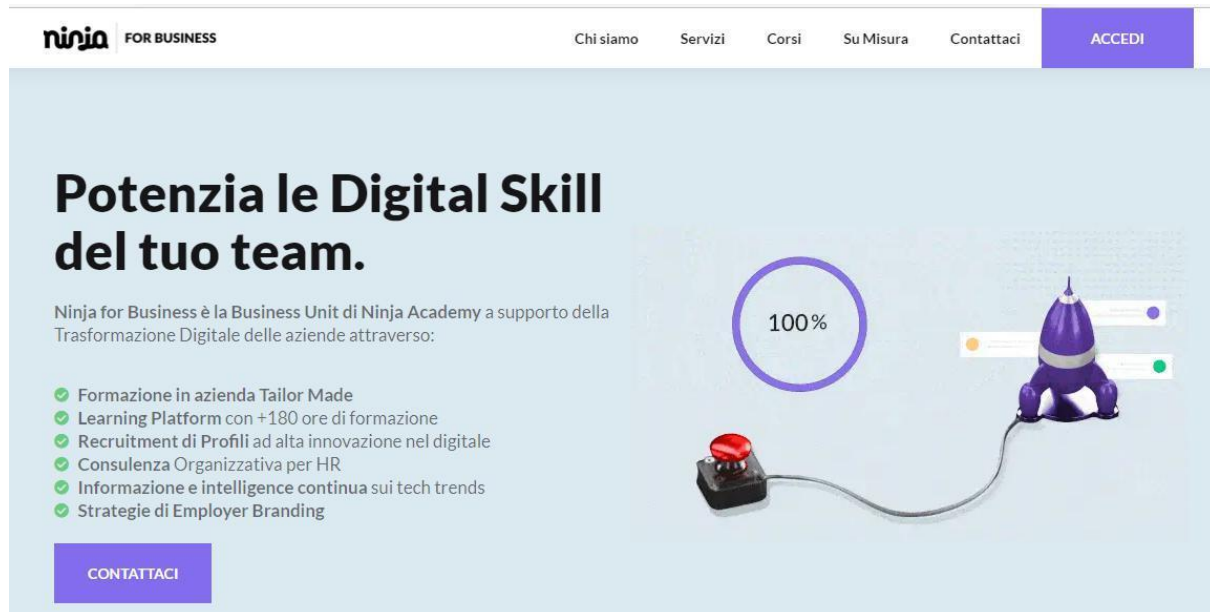 ninja FOR BUSINESS
Chi siamo Servizi Corsi Su Misura Contattaci ACCEDI
Potenzia le Digital Skill
del tuo team.
Ninja for Business è la Business Unit di Ninja Academy a supporto della
Trasformazione Digitale delle aziende attraverso:
Formazione in azienda Tailor Made
Learning Platform con +180 ore di formazione
Recruitment di Profili ad alta innovazione nel digitale
Consulenza Organizzativa per HR
Informazione e intelligence continua sui tech trends
Strategie di Employer Branding
CONTATTACI
100%